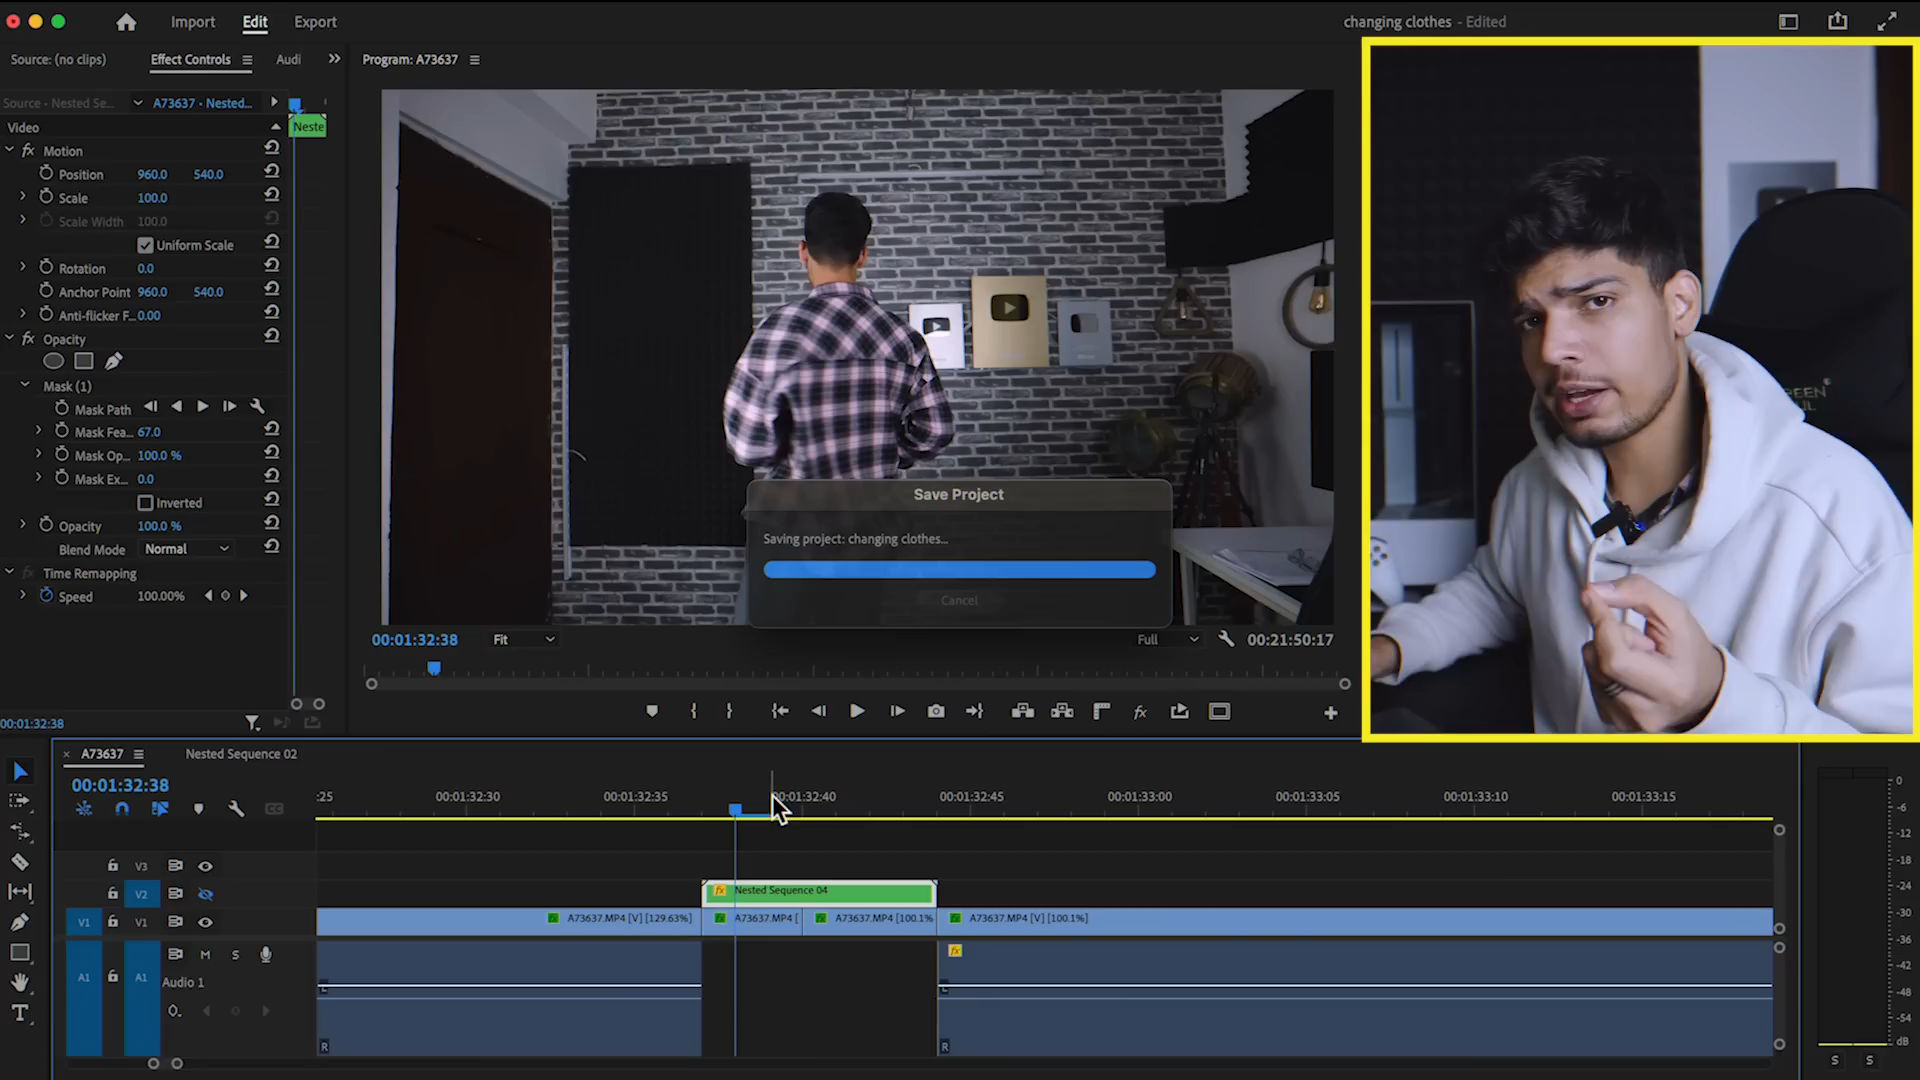 Import Edit Export
changing clothes - Edited
Source: (no clips) Effect Controls Audi
Program: A73637
Source - Nested Se... A73637 - Nested...
Neste
Video
fx Motion
Position 960.0 540.0
Scale 100.0
Scale Width 100.0
Uniform Scale
Rotation 0.0
Anchor Point 960.0 540.0
Anti-flicker F... 0.00
fx Opacity
Mask (1)
Mask Path
Mask Fea... 67.0
Mask Op... 100.0 %
Mask Ex... 0.0
Inverted
Opacity 100.0 %
Blend Mode Normal
fx Time Remapping
Speed 100.00%
Save Project
Saving project: changing clothes...
Cancel
00:01:32:38 Fit Full 00:21:50:17
00:01:32:38
fx
A73637 Nested Sequence 02
00:01:32:38
:25 00:01:32:30 00:01:32:35 00:01:32:40 00:01:32:45 00:01:33:00 00:01:33:05 00:01:33:10 00:01:33:15
CC
V3
V2
fx Nested Sequence 04
V1 V1
fx A73637.MP4 [V] [129.63%] fx A73637.MP4 [ fx A73637.MP4 [100.1% fx A73637.MP4 [V] [100.1%]
M S
fx
A1 A1 Audio 1
L L
R R
0
-6
-12
-18
-24
-30
-36
-42
-48
-54
dB
S S